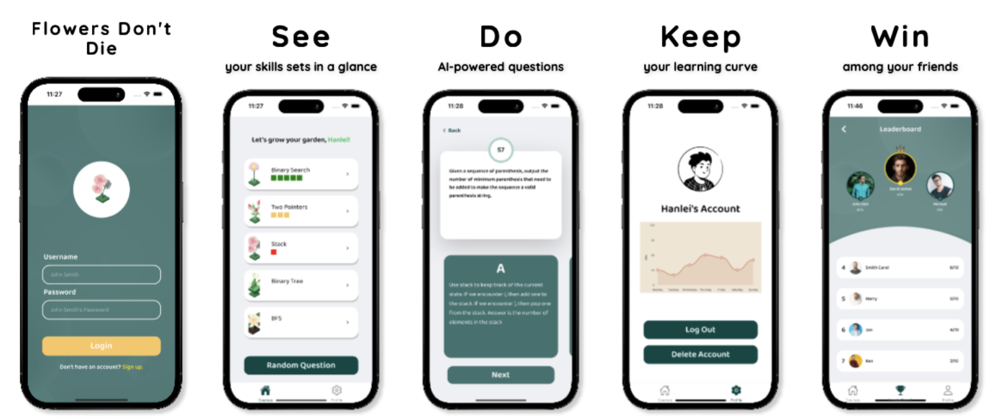 Flowers Don't
Die
11:27
Username
John Smith
Password
John Smith's Password
Login
Don't have an account? Sign up.
See
your skills sets in a glance
11:27
Let's grow your garden, Hanlei!
Binary Search
Two Pointers
Stack
Binary Tree
BFS
Random Question
Courses
Profile
Do
AI-powered questions
11:28
Back
57
Given a sequence of parenthesis, output the
number of minimum parenthesis that need to
be added to make the sequence a valid
parenthesis string.
A
Use stack to keep track of the current
state. If we encounter (, then add one to
the stack. If we encounter ), then pop one
from the stack. Answer is the number of
elements in the stack
Next
Keep
your learning curve
11:28
Hanlei's Account
Monday Tuesday Wednesday Thursday Friday Saturday Sunday
Log Out
Delete Account
Courses
Profile
Win
among your friends
11:46
Leaderboard
David James
Michael
4 Smith Carol 6/10
5 Harry 5/10
6 Jon 4/10
7 Ken 3/10
Courses
Profile